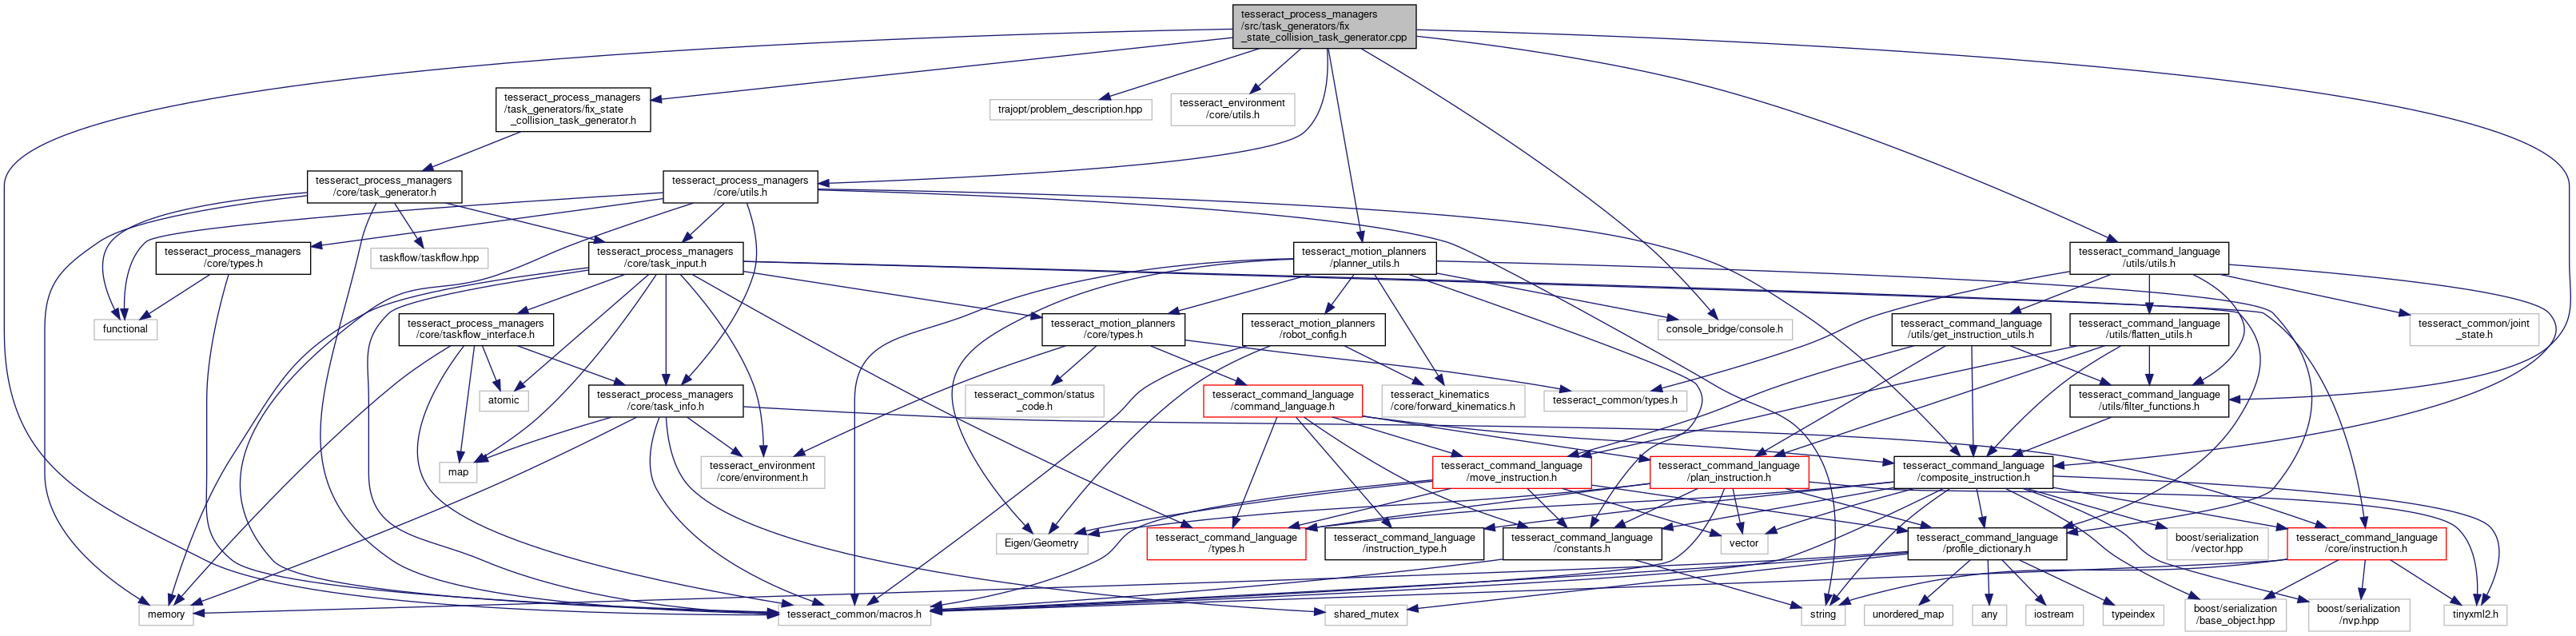 tesseract_process_managers
/src/task_generators/fix
_state_collision_task_generator.cpp
tesseract_process_managers
/task_generators/fix_state
_collision_task_generator.h
trajopt/problem_description.hpp
tesseract_environment
/core/utils.h
tesseract_process_managers
/core/task_generator.h
tesseract_process_managers
/core/utils.h
tesseract_process_managers
/core/types.h
taskflow/taskflow.hpp
tesseract_process_managers
/core/task_input.h
tesseract_motion_planners
/planner_utils.h
tesseract_command_language
/utils/utils.h
functional
tesseract_process_managers
/core/taskflow_interface.h
tesseract_motion_planners
/core/types.h
tesseract_motion_planners
/robot_config.h
console_bridge/console.h
tesseract_command_language
/utils/get_instruction_utils.h
tesseract_command_language
/utils/flatten_utils.h
tesseract_common/joint
_state.h
atomic
tesseract_process_managers
/core/task_info.h
tesseract_common/status
_code.h
tesseract_command_language
/command_language.h
tesseract_kinematics
/core/forward_kinematics.h
tesseract_common/types.h
tesseract_command_language
/utils/filter_functions.h
map
tesseract_environment
/core/environment.h
tesseract_command_language
/move_instruction.h
tesseract_command_language
/plan_instruction.h
tesseract_command_language
/composite_instruction.h
Eigen/Geometry
tesseract_command_language
/types.h
tesseract_command_language
/instruction_type.h
tesseract_command_language
/constants.h
vector
tesseract_command_language
/profile_dictionary.h
boost/serialization
/vector.hpp
tesseract_command_language
/core/instruction.h
memory
tesseract_common/macros.h
shared_mutex
string
unordered_map
any
iostream
typeindex
boost/serialization
/base_object.hpp
boost/serialization
/nvp.hpp
tinyxml2.h